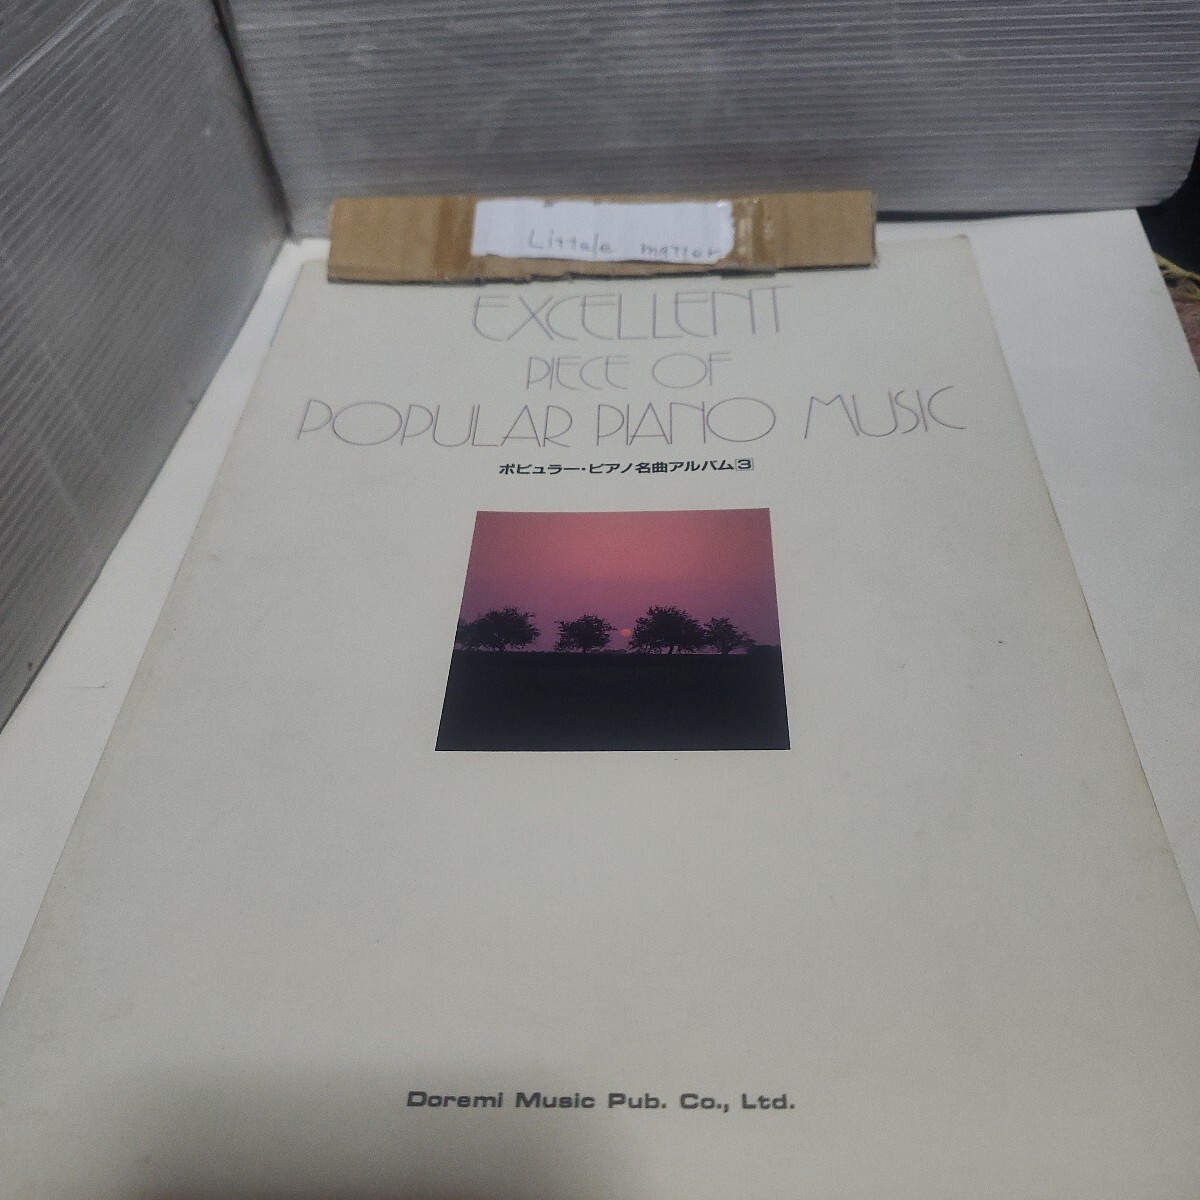 Littele matter
EXCELLENT
PIECE OF
POPULAR PIANO MUSIC
ポピュラー・ピアノ名曲アルバム3
Doremi Music Pub. Co., Ltd.